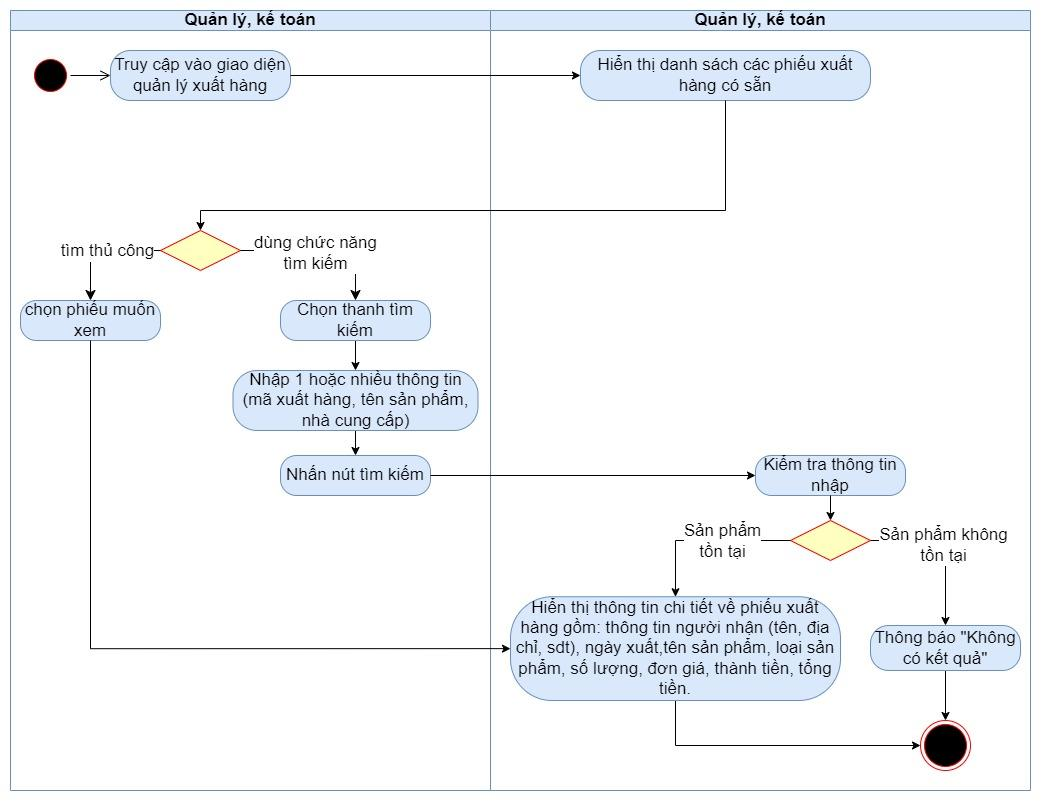 Quản lý, kế toán
Quản lý, kế toán
Truy cập vào giao diện
quản lý xuất hàng
Hiển thị danh sách các phiếu xuất
hàng có sẵn
tìm thủ công
dùng chức năng
tìm kiếm
chọn phiếu muốn
xem
Chọn thanh tìm
kiếm
Nhập 1 hoặc nhiều thông tin
(mã xuất hàng, tên sản phẩm,
nhà cung cấp)
Nhấn nút tìm kiếm
Kiểm tra thông tin
nhập
Sản phẩm
tồn tại
Sản phẩm không
tồn tại
Hiển thị thông tin chi tiết về phiếu xuất
hàng gồm: thông tin người nhận (tên, địa
chỉ, sdt), ngày xuất,tên sản phẩm, loại sản
phẩm, số lượng, đơn giá, thành tiền, tổng
tiền.
Thông báo "Không
có kết quả"